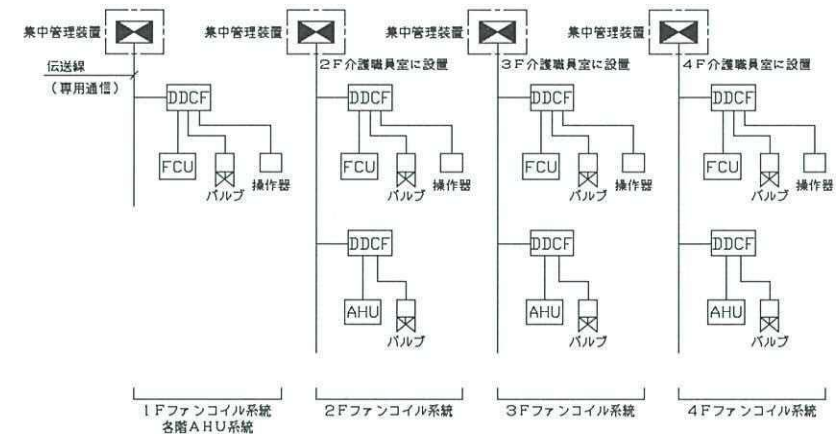 集中管理装置
集中管理装置
集中管理装置
集中管理装置
伝送線
(専用通信)
2F介護職員室に設置
3F介護職員室に設置
4F介護職員室に設置
DDCF
DDCF
DDCF
DDCF
FCU
バルブ
操作器
FCU
バルブ
操作器
FCU
バルブ
操作器
FCU
バルブ
操作器
DDCF
DDCF
DDCF
AHU
バルブ
AHU
バルブ
AHU
バルブ
1Fファンコイル系統
各階AHU系統
2Fファンコイル系統
3Fファンコイル系統
4Fファンコイル系統